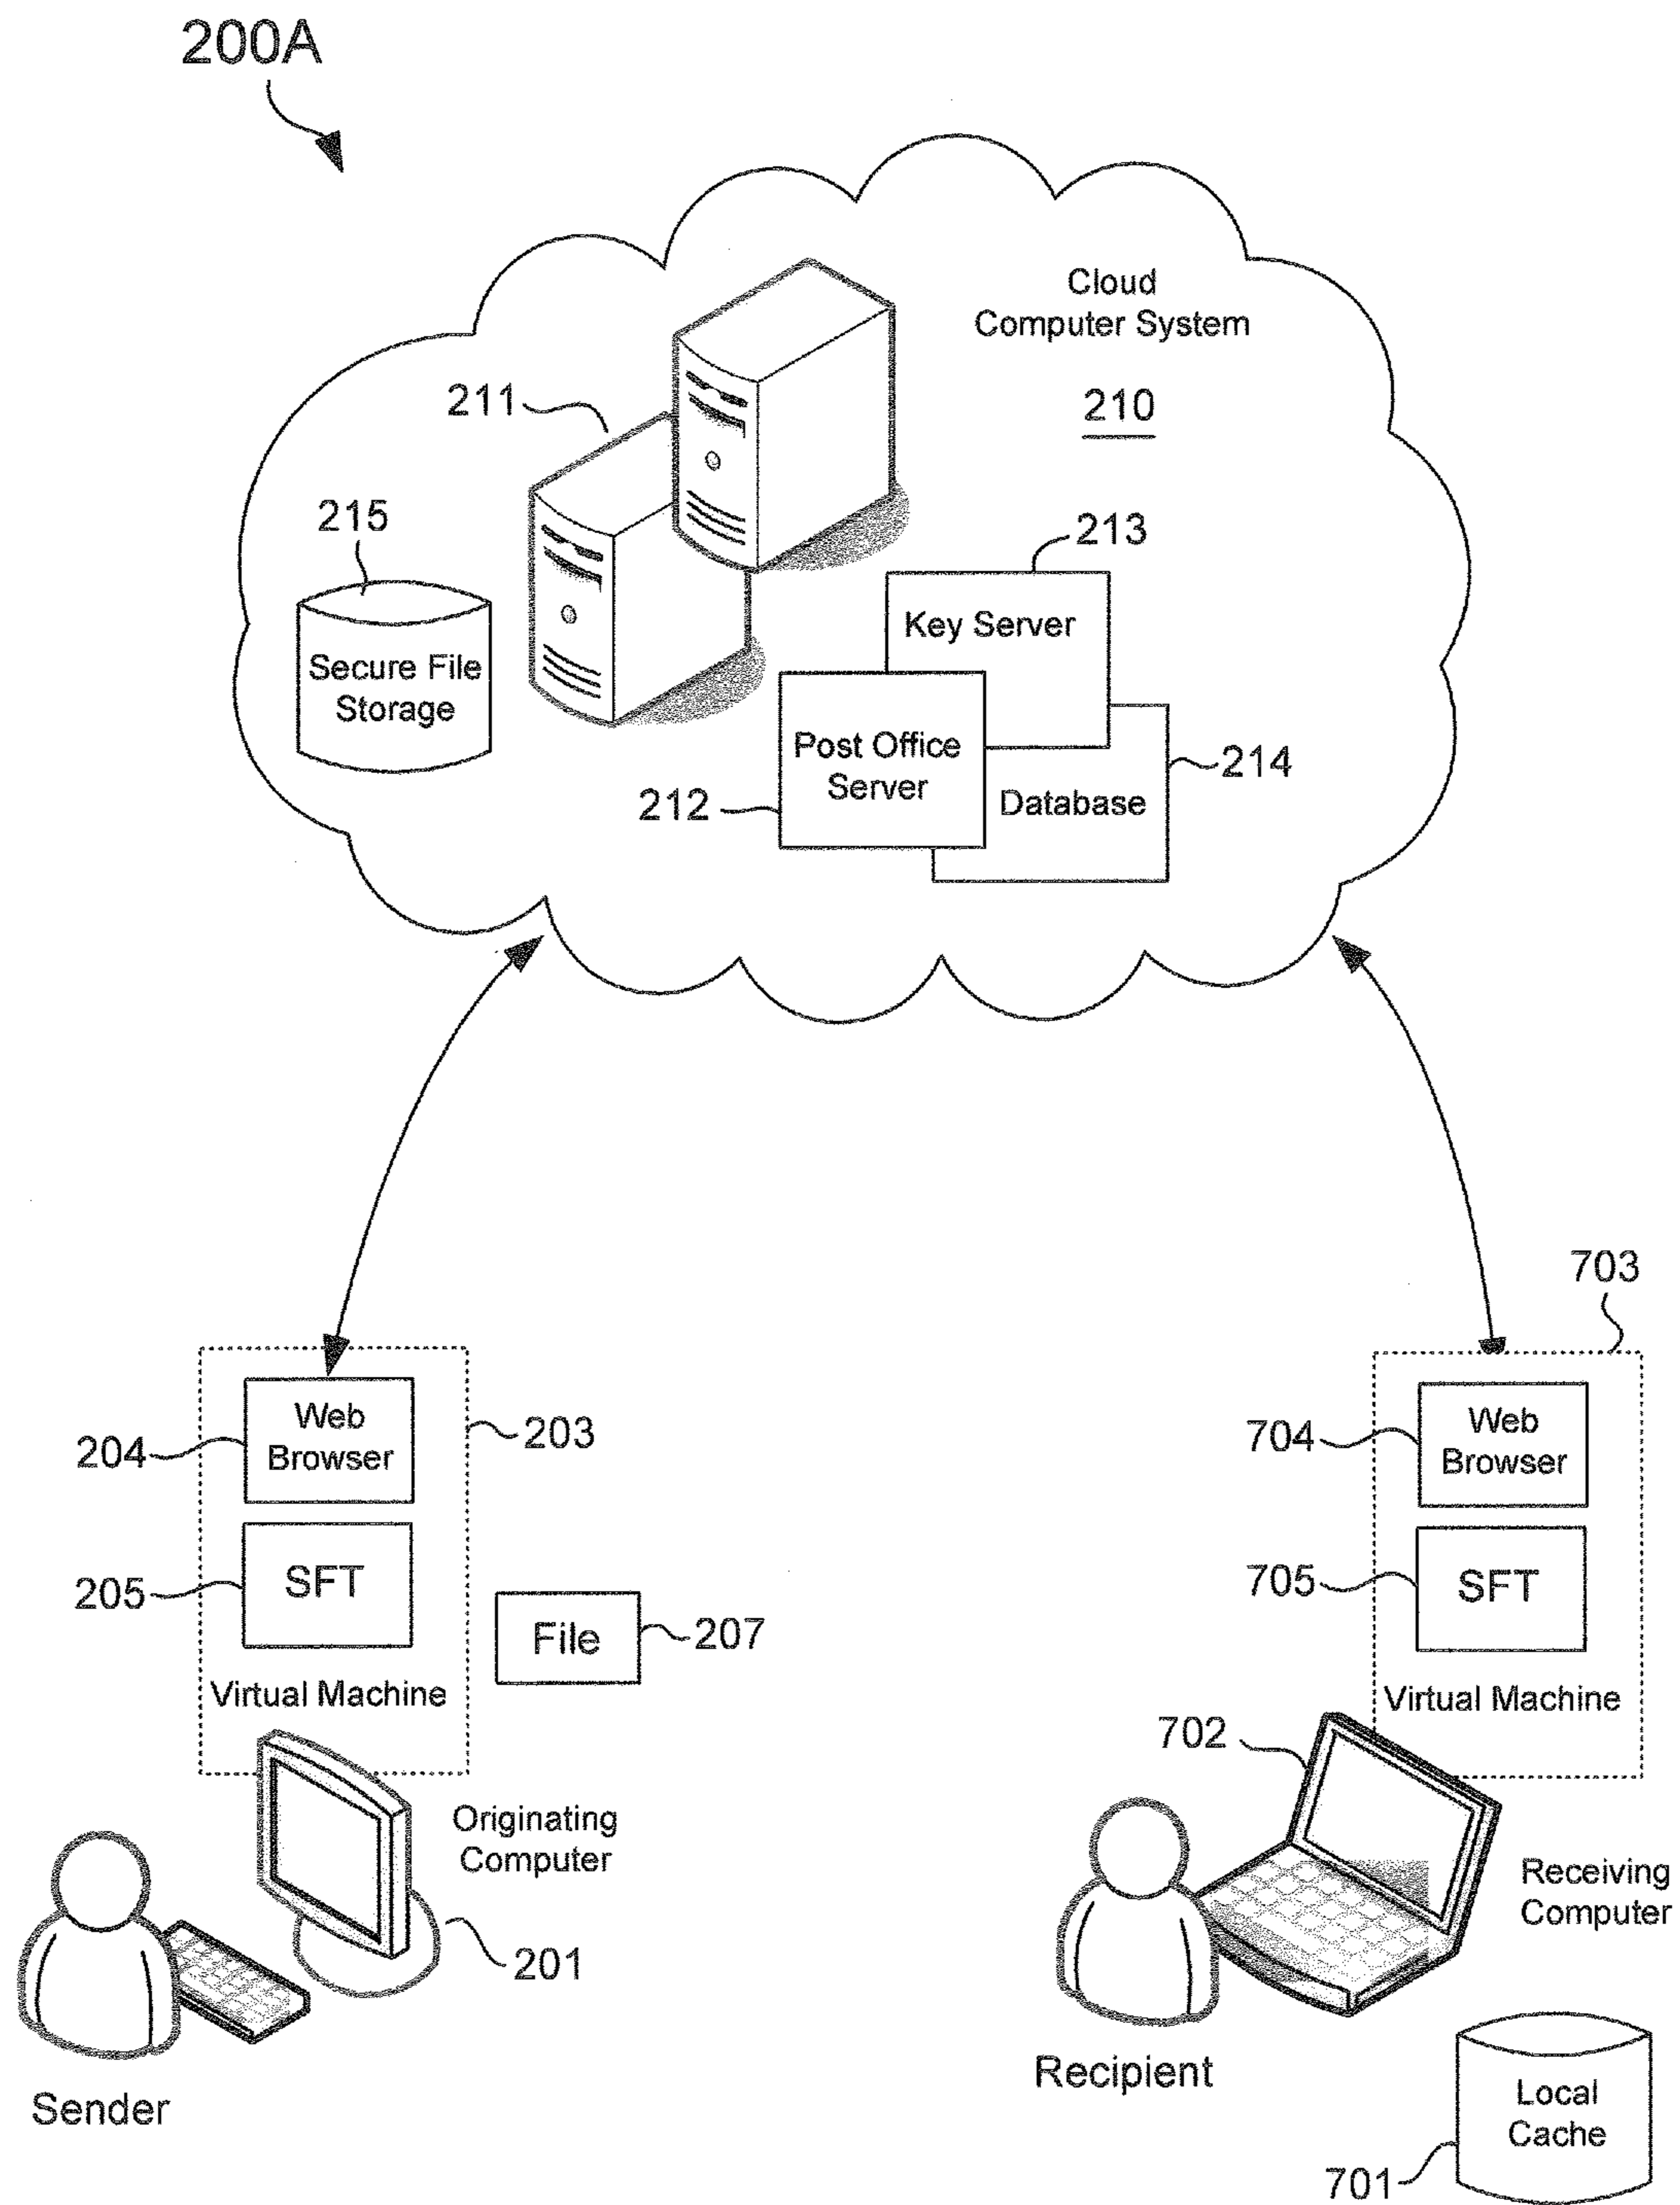 200A
Cloud
Computer System
210
211
215
213
Key Server
Secure File
Storage
Post Office
Server
212
214
Database
703
Web
Browser
204
203
Web
Browser
704
SFT
205
File
207
SFT
705
Virtual Machine
Virtual Machine
702
Originating
Computer
201
Receiving
Computer
Sender
Recipient
Local
Cache
701